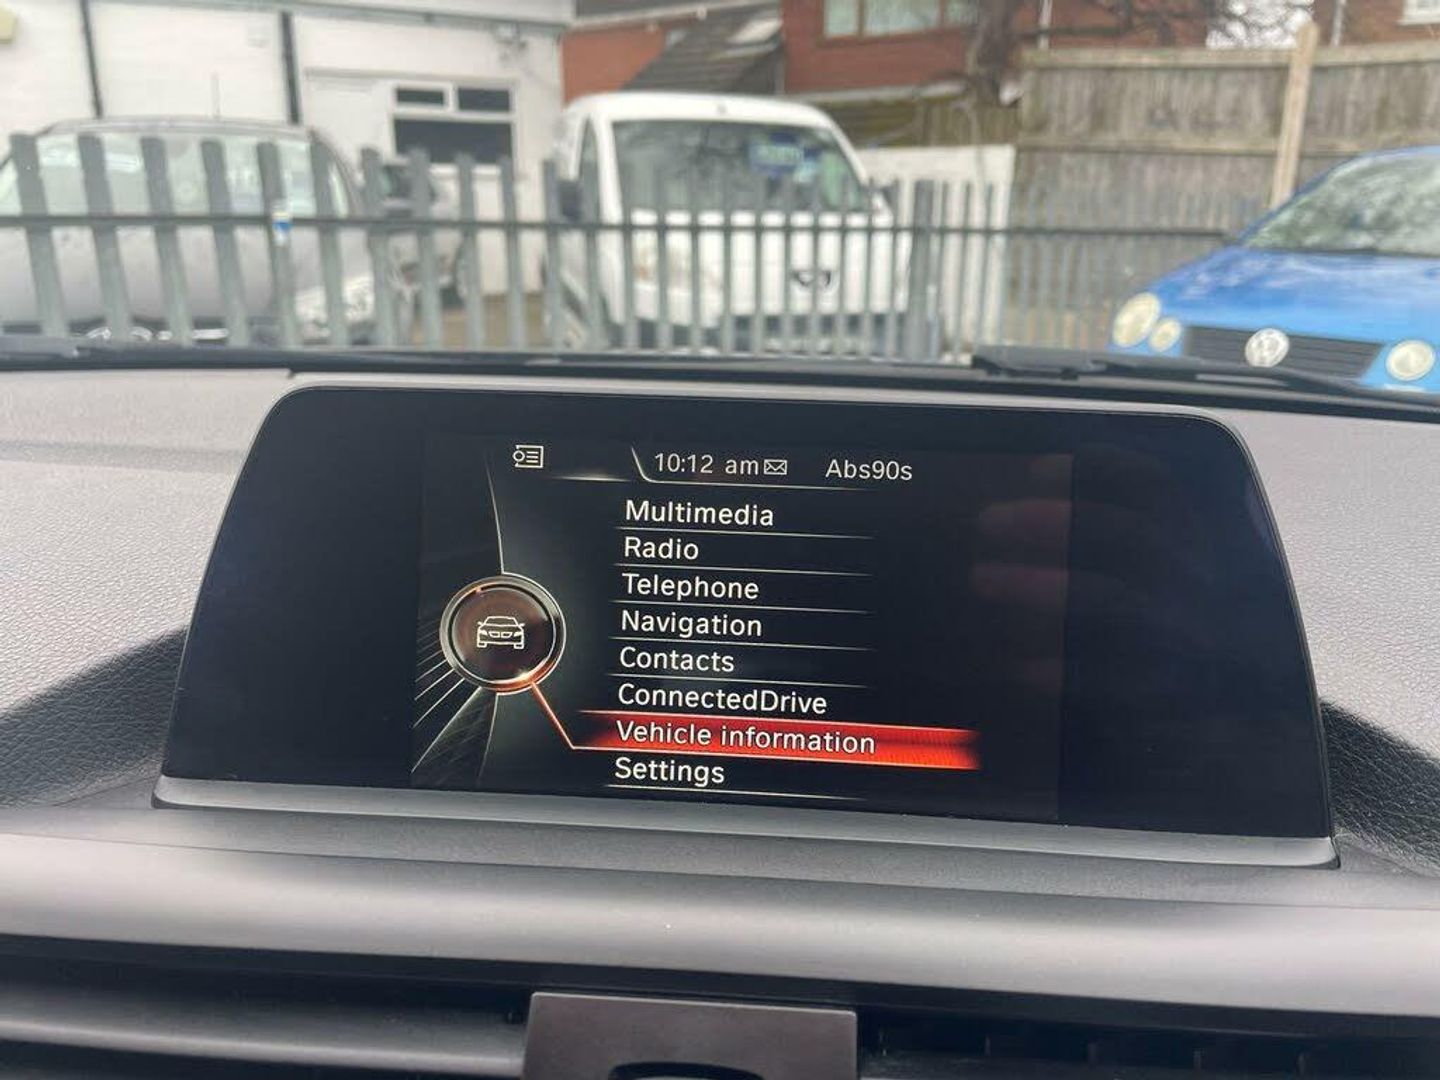 10:12 am Abs90s
Multimedia
Radio
Telephone
Navigation
Contacts
ConnectedDrive
Vehicle information
Settings